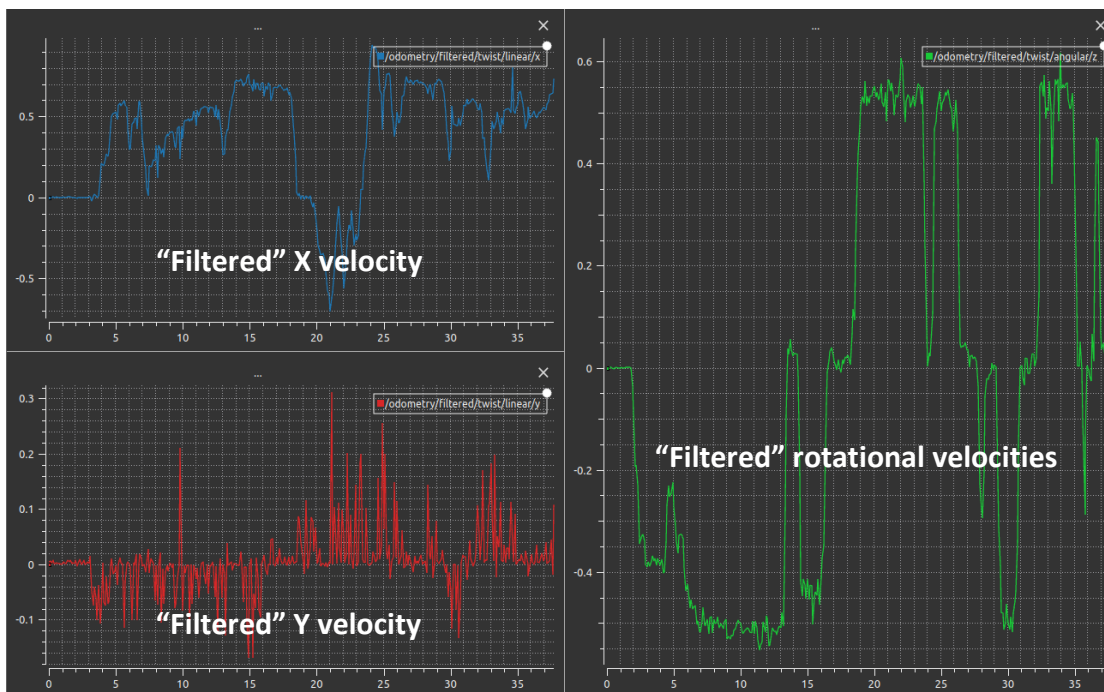 ...
×
/odometry/filtered/twist/linear/x
0.5
0
-0.5
“Filtered” X velocity
0 5 10 15 20 25 30 35
...
×
/odometry/filtered/twist/linear/y
0.3
0.2
0.1
0
-0.1
“Filtered” Y velocity
0 5 10 15 20 25 30 35
...
×
/odometry/filtered/twist/angular/z
0.6
0.4
0.2
0
-0.2
-0.4
“Filtered” rotational velocities
0 5 10 15 20 25 30 35